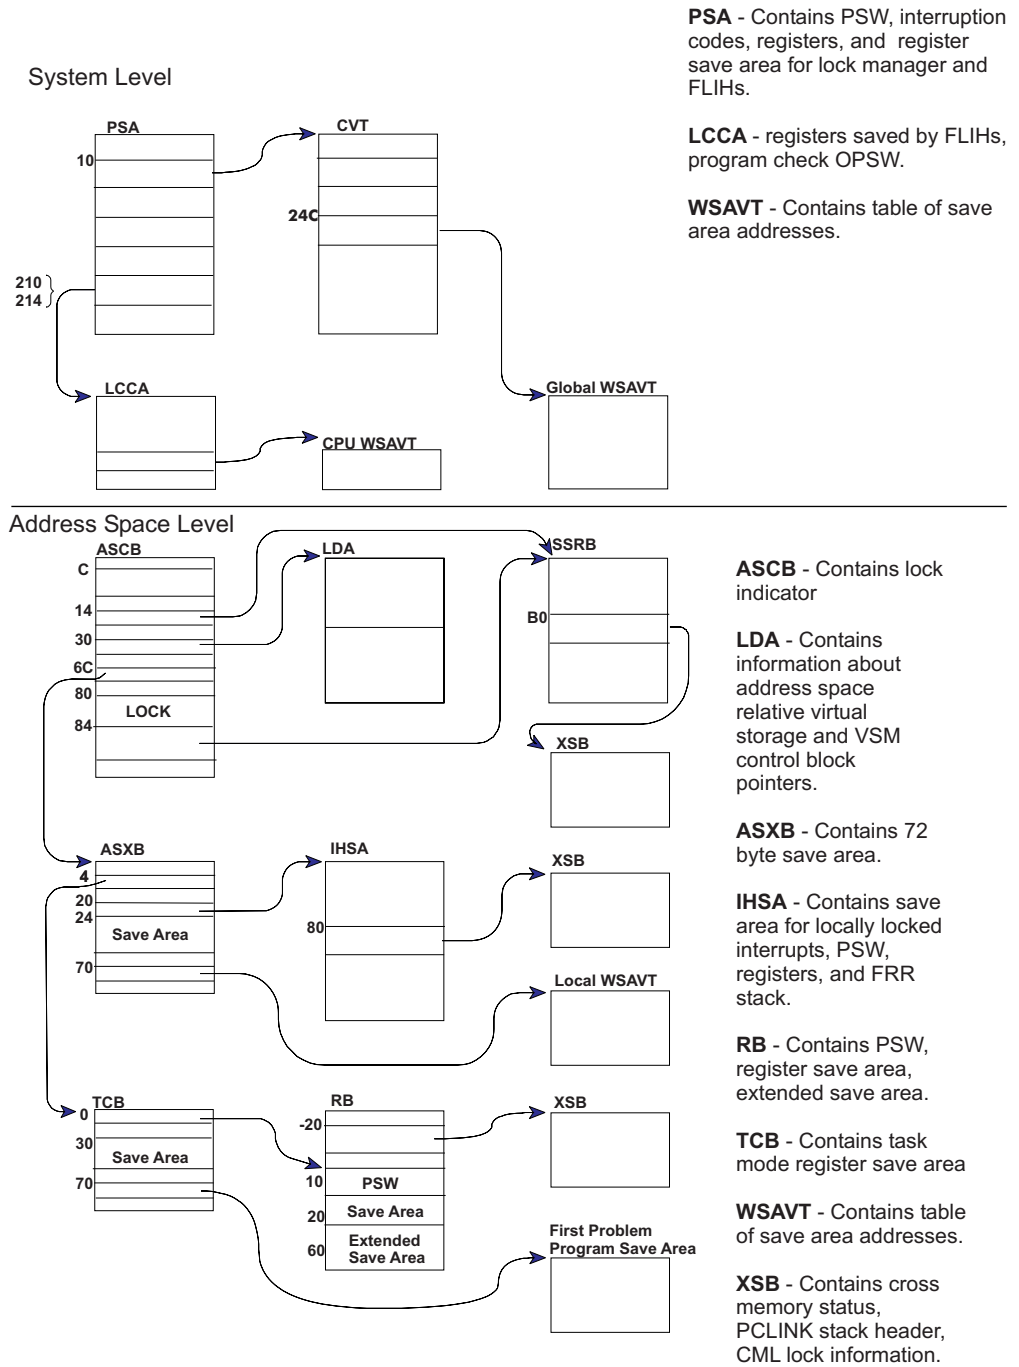 System Level
PSA
10
210
214
CVT
24C
LCCA
CPU WSAVT
Global WSAVT
PSA - Contains PSW, interruption
codes, registers, and register
save area for lock manager and
FLIHs.
LCCA - registers saved by FLIHs,
program check OPSW.
WSAVT - Contains table of save
area addresses.
Address Space Level
ASCB
C
14
30
6C
80
LOCK
84
LDA
SSRB
B0
XSB
ASXB
4
20
24
Save Area
70
IHSA
80
XSB
Local WSAVT
TCB
0
30
Save Area
70
RB
-20
10
PSW
20
Save Area
60
Extended
Save Area
XSB
First Problem
Program Save Area
ASCB - Contains lock
indicator
LDA - Contains
information about
address space
relative virtual
storage and VSM
control block
pointers.
ASXB - Contains 72
byte save area.
IHSA - Contains save
area for locally locked
interrupts, PSW,
registers, and FRR
stack.
RB - Contains PSW,
register save area,
extended save area.
TCB - Contains task
mode register save area
WSAVT - Contains table
of save area addresses.
XSB - Contains cross
memory status,
PCLINK stack header,
CML lock information.